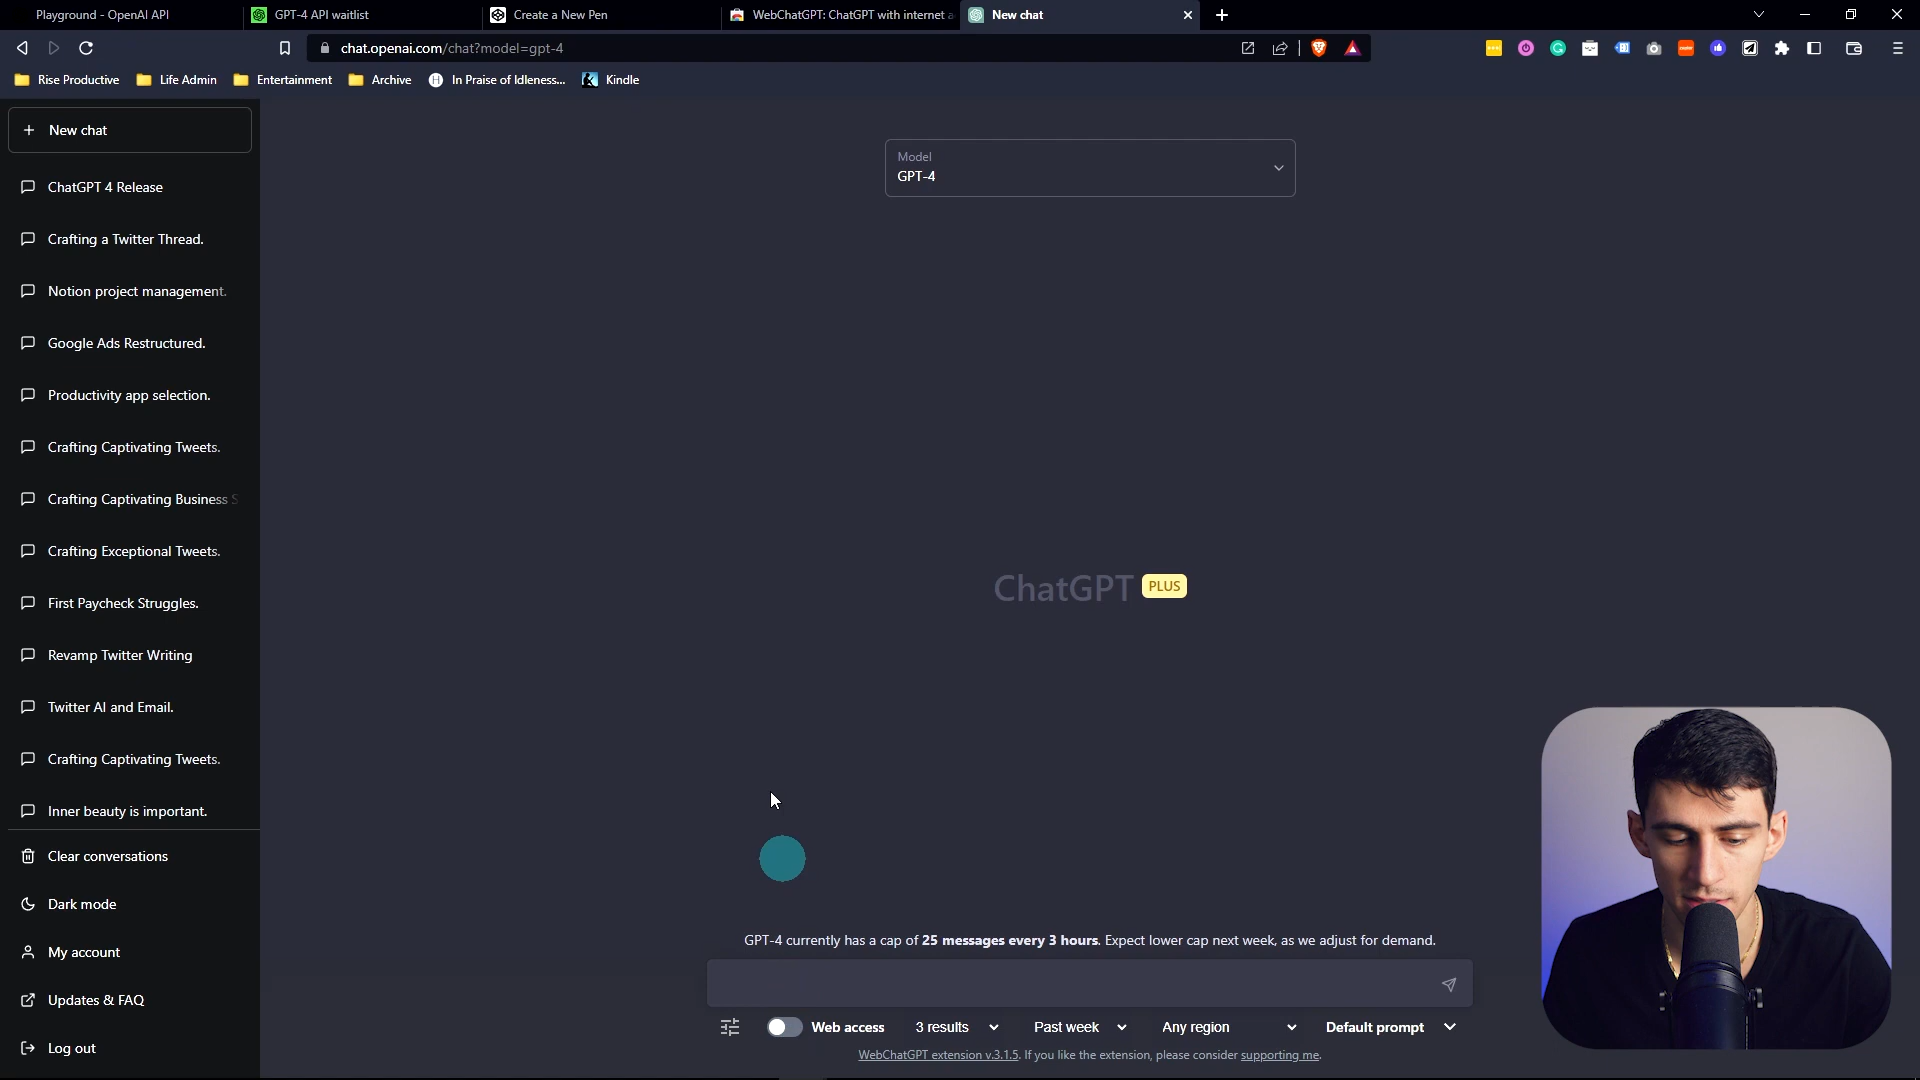 Playground - OpenAI API
GPT-4 API waitlist
Create a New Pen
WebChatGPT: ChatGPT with internet a
New chat
chat.openai.com/chat?model=gpt-4
Rise Productive
Life Admin
Entertainment
Archive
In Praise of Idleness...
Kindle
New chat
ChatGPT 4 Release
Crafting a Twitter Thread.
Notion project management.
Google Ads Restructured.
Productivity app selection.
Crafting Captivating Tweets.
Crafting Captivating Business S
Crafting Exceptional Tweets.
First Paycheck Struggles.
Revamp Twitter Writing
Twitter AI and Email.
Crafting Captivating Tweets.
Inner beauty is important.
Clear conversations
Dark mode
My account
Updates & FAQ
Log out
Model
GPT-4
ChatGPT PLUS
GPT-4 currently has a cap of 25 messages every 3 hours. Expect lower cap next week, as we adjust for demand.
Web access
3 results
Past week
Any region
Default prompt
WebChatGPT extension v.3.1.5. If you like the extension, please consider supporting me.